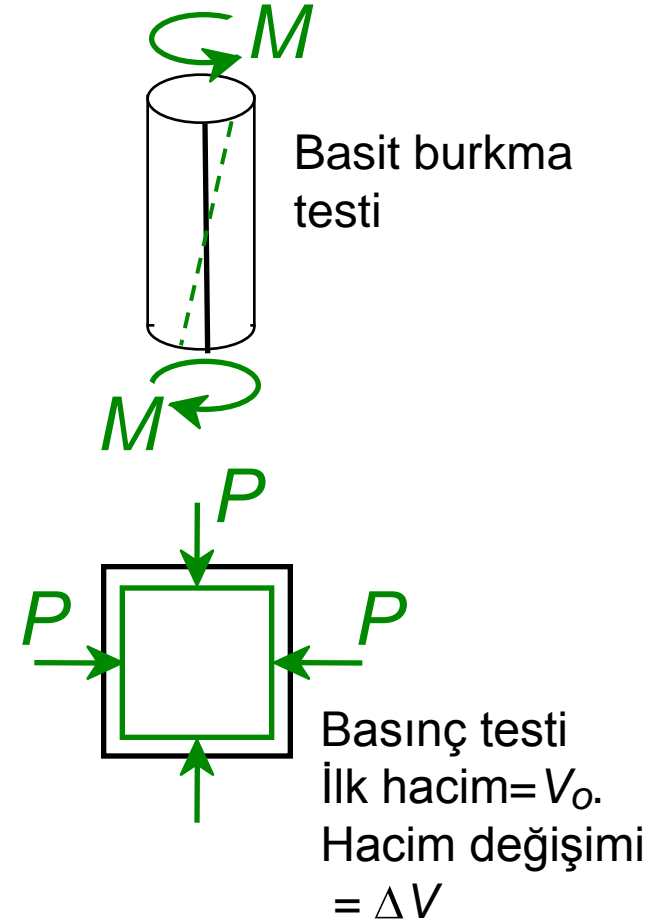 M
Basit burkma
testi
M
P
P P
Basınç testi
İlk hacim=Vo.
Hacim değişimi
= ΔV